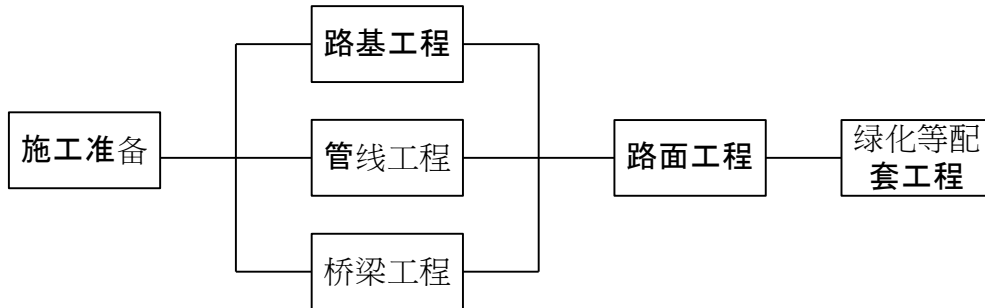 路基工程
施工准备
管线工程
路面工程
绿化等配
套工程
桥梁工程